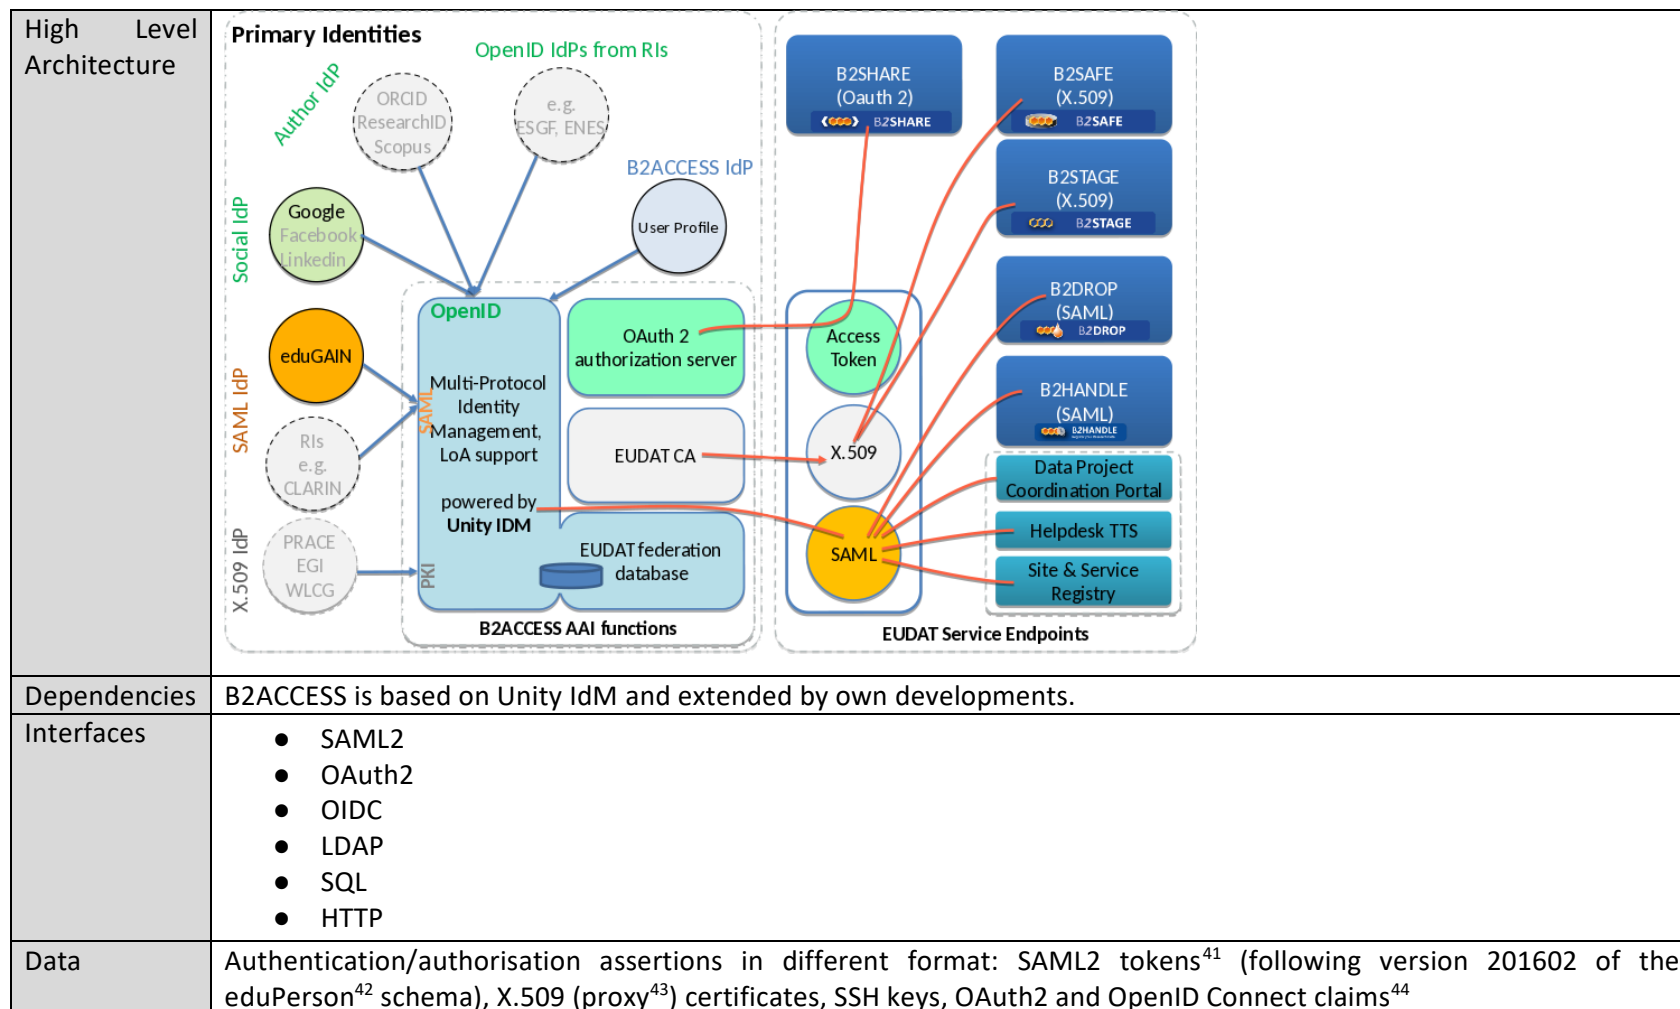 High Level
Architecture
Primary Identities
OpenID IdPs from RIs
Author IdP
ORCID
ResearchID
Scopus
e.g.
ESGF, ENES
B2ACCESS IdP
Social IdP
Google
Facebook
Linkedin
User Profile
SAML IdP
eduGAIN
RIs
e.g.
CLARIN
X.509 IdP
PRACE
EGI
WLCG
OpenID
SAML
Multi-Protocol
Identity
Management,
LoA support
powered by
Unity IDM
PKI
OAuth 2
authorization server
EUDAT CA
EUDAT federation
database
B2ACCESS AAI functions
B2SHARE
(Oauth 2)
B2SHARE
B2SAFE
(X.509)
B2SAFE
B2STAGE
(X.509)
B2STAGE
B2DROP
(SAML)
B2DROP
B2HANDLE
(SAML)
B2HANDLE
Access
Token
X.509
SAML
Data Project
Coordination Portal
Helpdesk TTS
Site & Service
Registry
EUDAT Service Endpoints
Dependencies
B2ACCESS is based on Unity IdM and extended by own developments.
Interfaces
● SAML2
● OAuth2
● OIDC
● LDAP
● SQL
● HTTP
Data
Authentication/authorisation assertions in different format: SAML2 tokens41 (following version 201602 of the
eduPerson42 schema), X.509 (proxy43) certificates, SSH keys, OAuth2 and OpenID Connect claims44